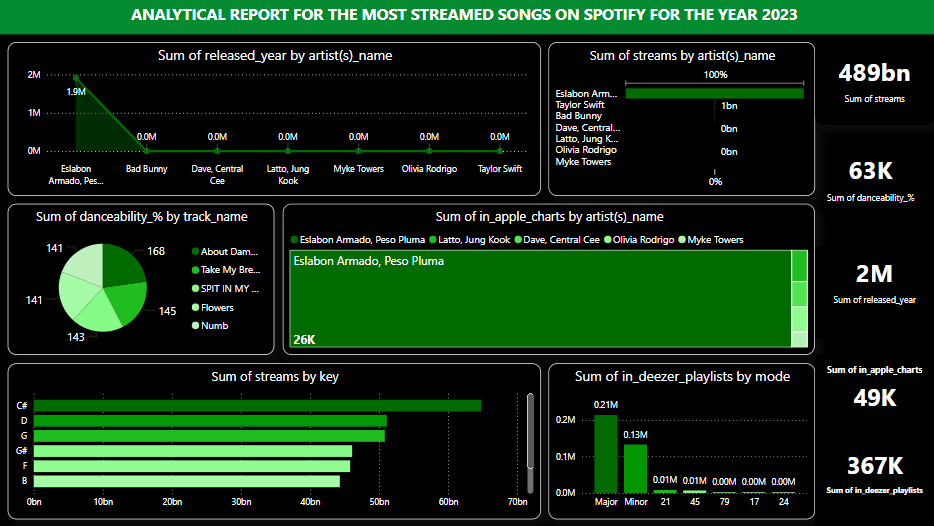 ANALYTICAL REPORT FOR THE MOST STREAMED SONGS ON SPOTIFY FOR THE YEAR 2023
Sum of released_year by artist(s)_name
2M
1M
0M
1.9M
0.0M
0.0M
0.0M
0.0M
0.0M
0.0M
Eslabon
Armado, Pes...
Bad Bunny
Dave, Central
Cee
Latto, Jung
Kook
Myke Towers
Olivia Rodrigo
Taylor Swift
Sum of streams by artist(s)_name
100%
Eslabon Arm...
Taylor Swift
Bad Bunny
Dave, Central...
Latto, Jung K...
Olivia Rodrigo
Myke Towers
1bn
0bn
0bn
0%
489bn
Sum of streams
63K
Sum of danceability_%
2M
Sum of released_year
Sum of in_apple_charts
49K
367K
Sum of in_deezer_playlists
Sum of danceability_% by track_name
168
145
143
141
141
About Dam...
Take My Bre...
SPIT IN MY ...
Flowers
Numb
Sum of in_apple_charts by artist(s)_name
Eslabon Armado, Peso Pluma
Latto, Jung Kook
Dave, Central Cee
Olivia Rodrigo
Myke Towers
Eslabon Armado, Peso Pluma
26K
Sum of streams by key
C#
D
G
G#
F
B
0bn
10bn
20bn
30bn
40bn
50bn
60bn
70bn
Sum of in_deezer_playlists by mode
0.2M
0.1M
0.0M
0.21M
0.13M
0.01M
0.01M
0.00M
0.00M
0.00M
Major
Minor
21
45
79
17
24